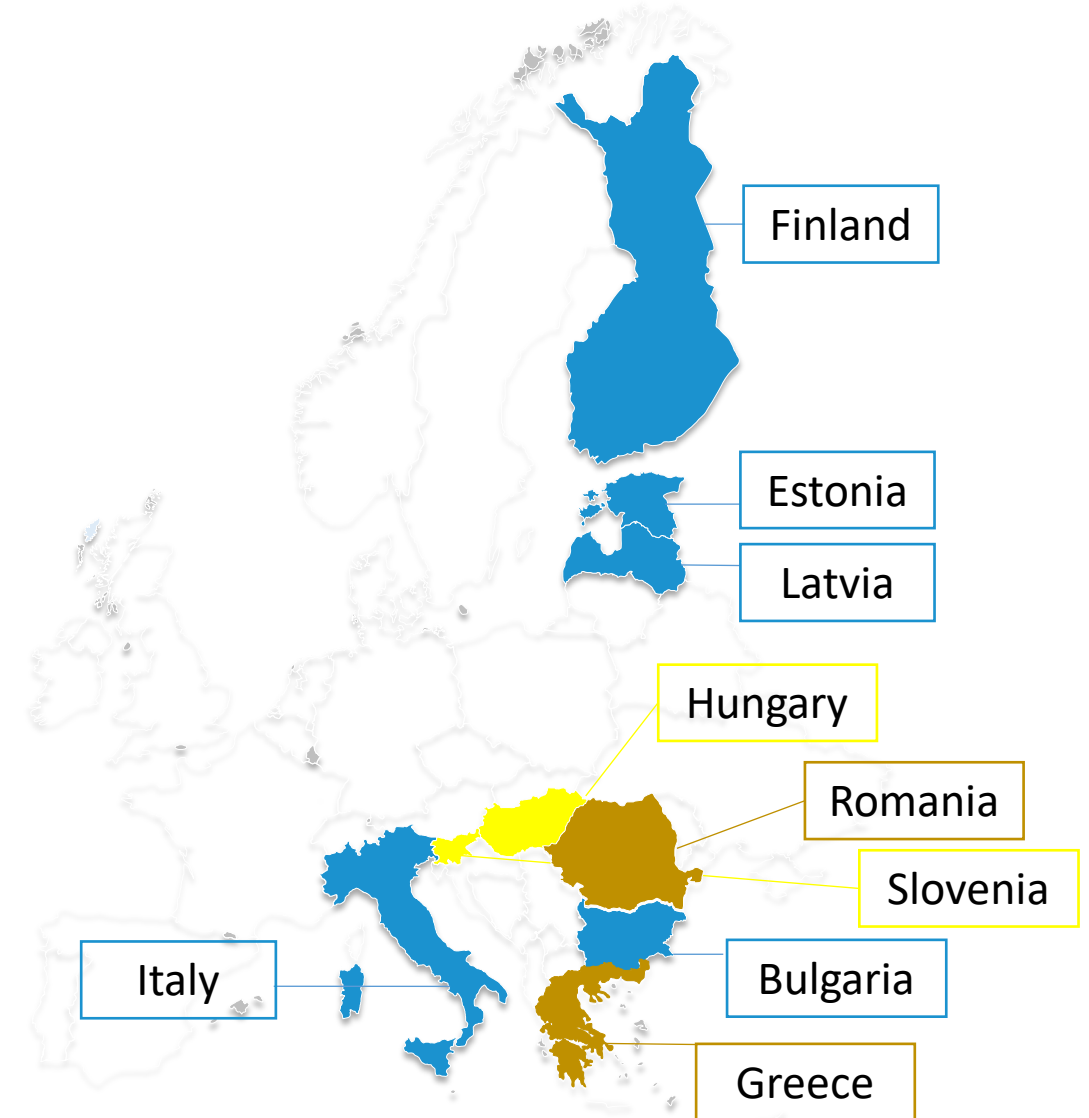 Finland
Estonia
Latvia
Hungary
Romania
Slovenia
Italy
Bulgaria
Greece